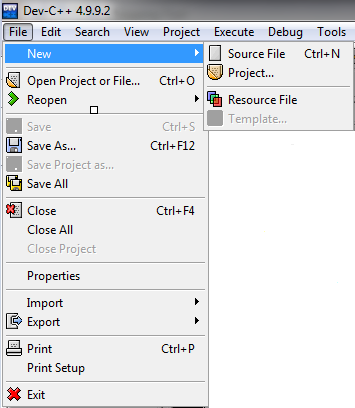 Dev-C++ 4.9.9.2
File Edit Search View Project Execute Debug Tools
New
Source File Ctrl+N
Project...
Resource File
Template...
Open Project or File... Ctrl+O
Reopen
Save Ctrl+S
Save As... Ctrl+F12
Save Project as...
Save All
Close Ctrl+F4
Close All
Close Project
Properties
Import
Export
Print Ctrl+P
Print Setup
Exit